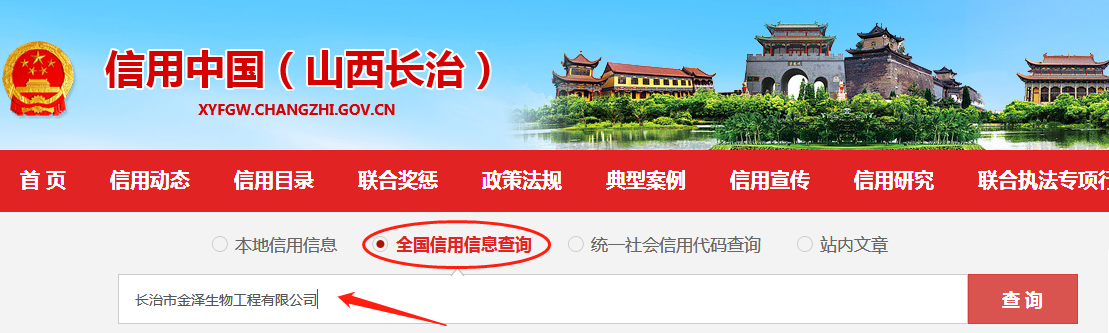 信用中国（山西长治）
XYFGW.CHANGZHI.GOV.CN
首页 信用动态 信用目录 联合奖惩 政策法规 典型案例 信用宣传 信用研究 联合执法专项行
本地信用信息 全国信用信息查询 统一社会信用代码查询 站内文章
长治市金泽生物工程有限公司 查询